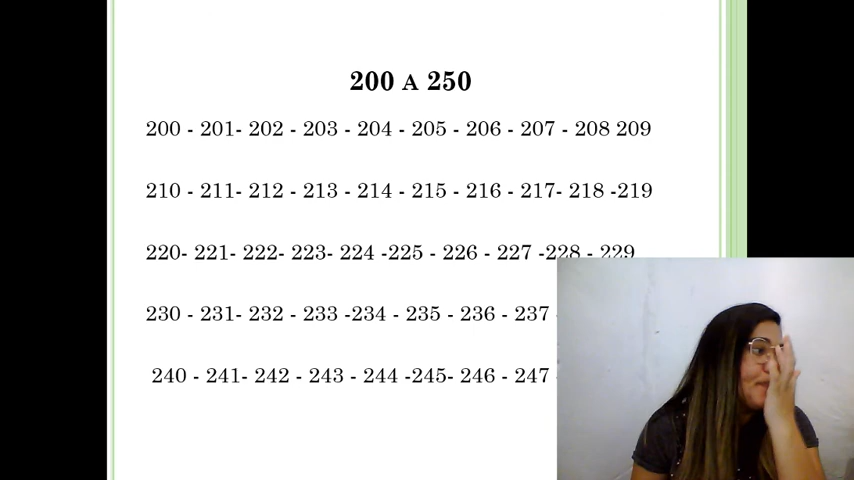 200 A 250
200 - 201- 202 - 203 - 204 - 205 - 206 - 207 - 208 209
210 - 211- 212 - 213 - 214 - 215 - 216 - 217- 218 -219
220- 221- 222- 223- 224 -225 - 226 - 227 -228 - 229
230 - 231- 232 - 233 -234 - 235 - 236 - 237
240 - 241- 242 - 243 - 244 -245- 246 - 247